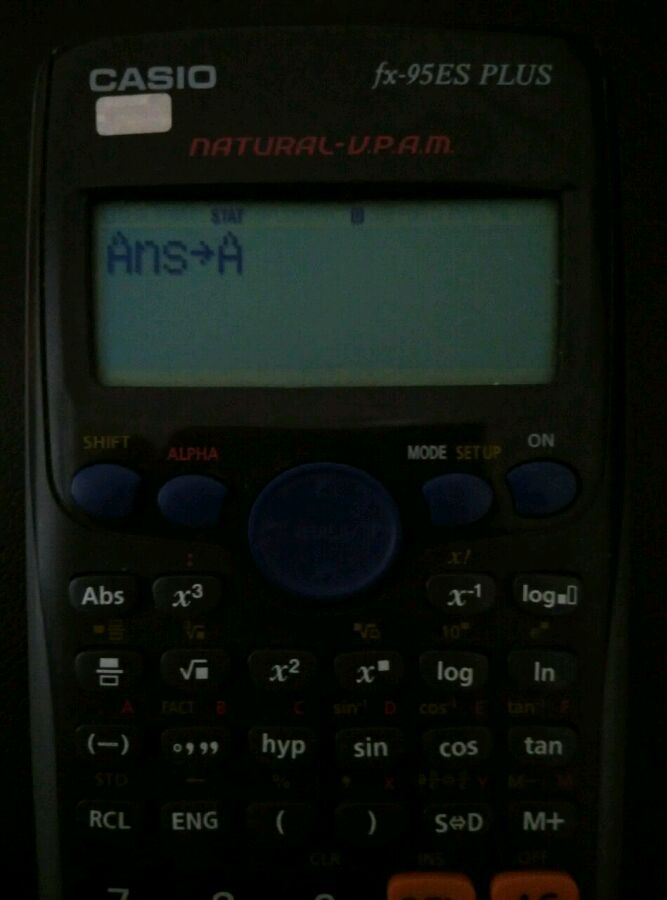 CASIO fx-95ES PLUS
NATURAL-V.P.A.M.
STAT D
Ans→A
SHIFT ALPHA MODE SETUP ON
REPLAY
: x!
Abs x³ x⁻¹ log▪▯
10▪ e▪
√▪ x² x▪ log ln
A FACT B C sin⁻¹ D cos⁻¹ E tan⁻¹ F
(−) °,,, hyp sin cos tan
STO ← % , X Y M− M
RCL ENG ( ) S⇔D M+
CLR INS OFF